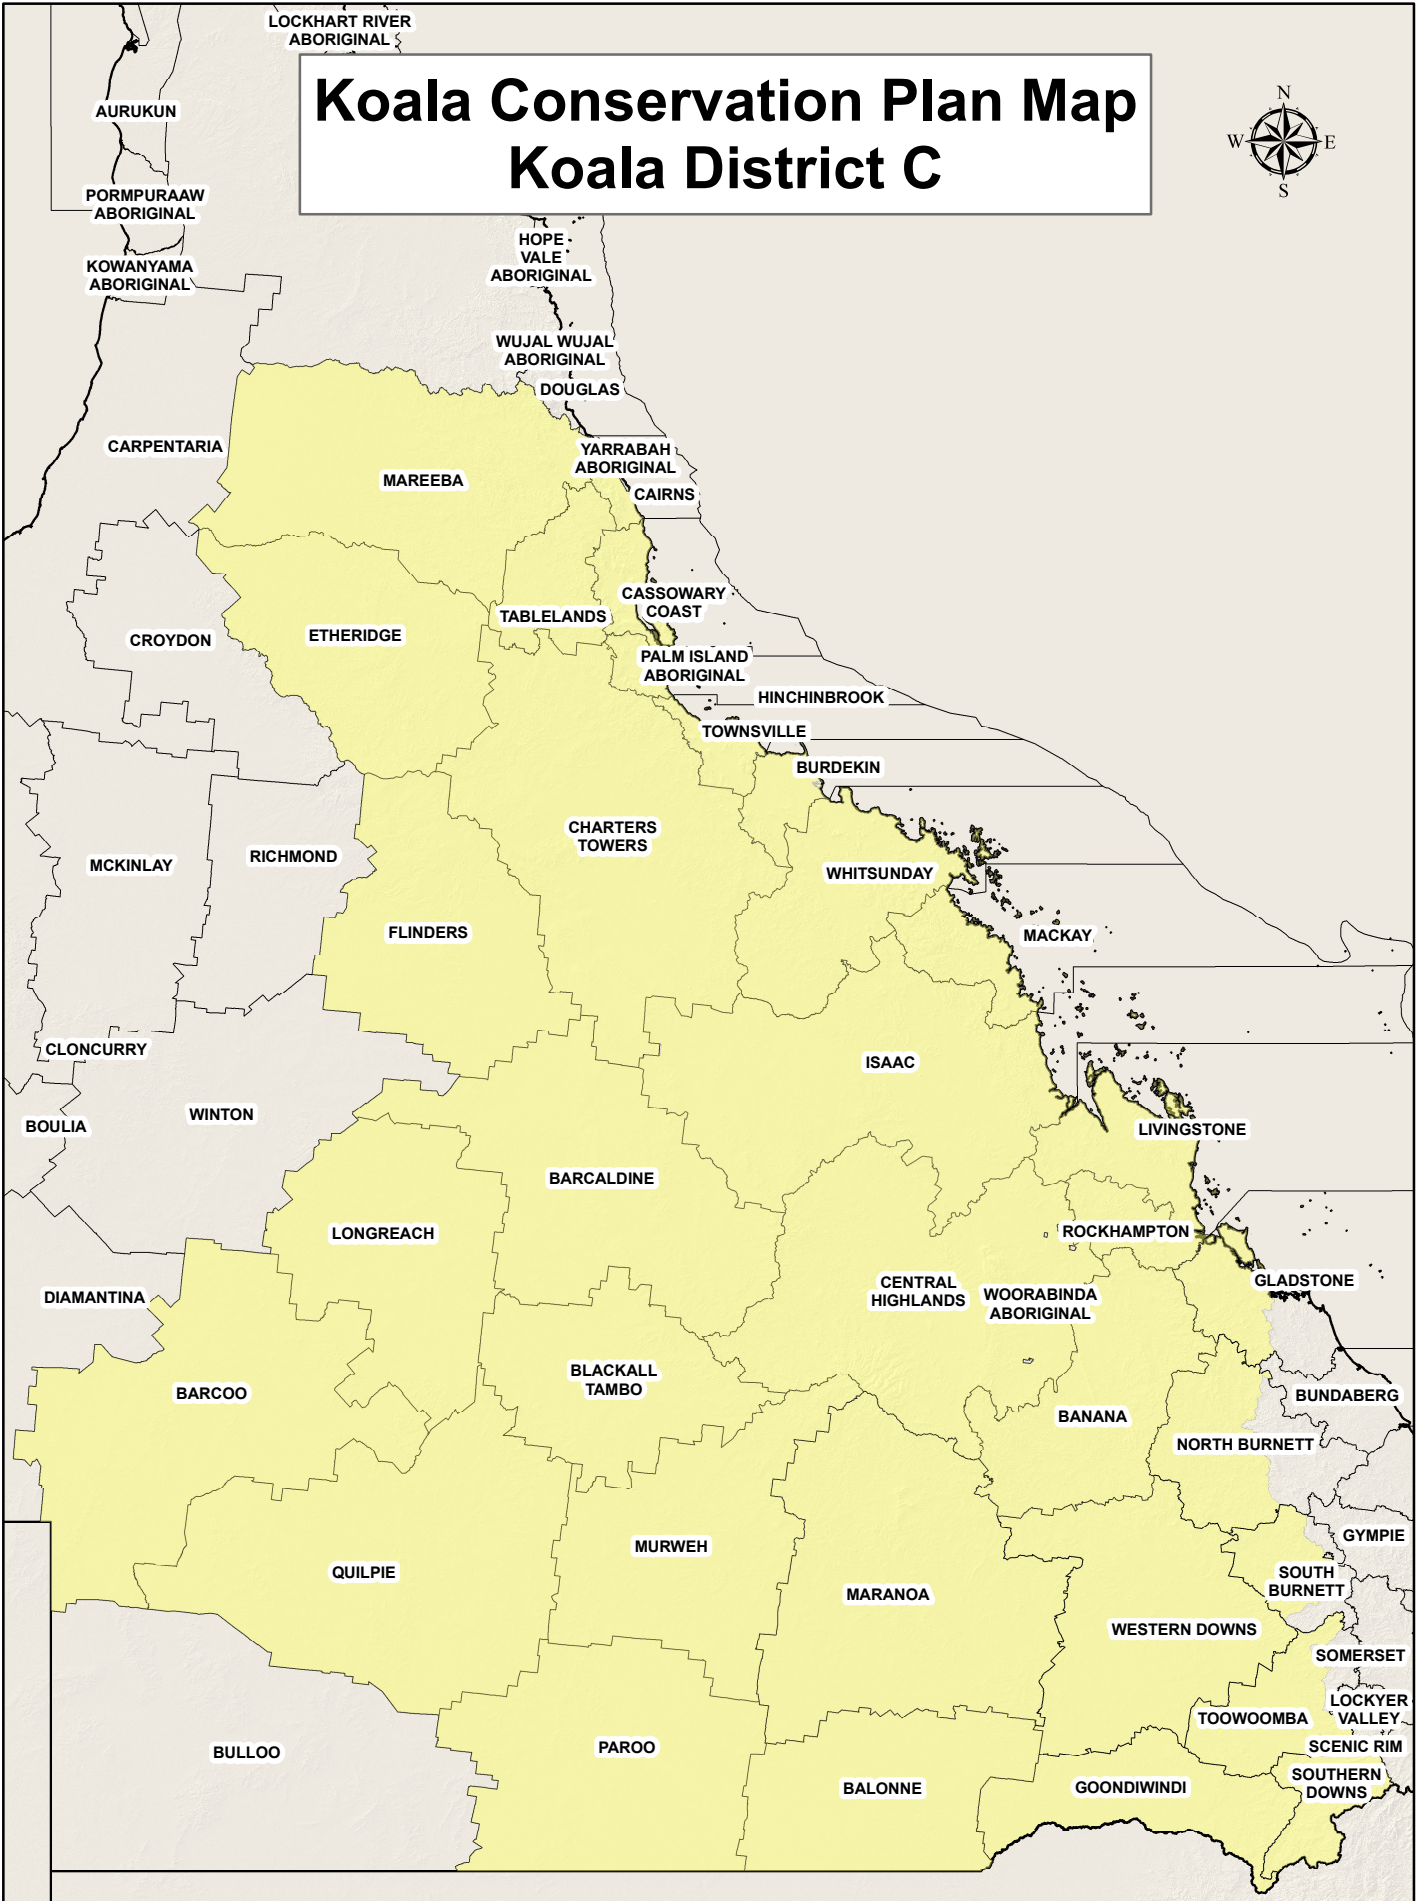 LOCKHART RIVER
ABORIGINAL
Koala Conservation Plan Map
Koala District C
N
W
E
S
AURUKUN
PORMPURAAW
ABORIGINAL
KOWANYAMA
ABORIGINAL
HOPE
VALE
ABORIGINAL
WUJAL WUJAL
ABORIGINAL
DOUGLAS
CARPENTARIA
YARRABAH
ABORIGINAL
MAREEBA
CAIRNS
CASSOWARY
COAST
TABLELANDS
ETHERIDGE
CROYDON
PALM ISLAND
ABORIGINAL
HINCHINBROOK
TOWNSVILLE
BURDEKIN
CHARTERS
TOWERS
RICHMOND
MCKINLAY
WHITSUNDAY
FLINDERS
MACKAY
CLONCURRY
ISAAC
WINTON
BOULIA
LIVINGSTONE
BARCALDINE
LONGREACH
ROCKHAMPTON
CENTRAL
HIGHLANDS
WOORABINDA
ABORIGINAL
GLADSTONE
DIAMANTINA
BLACKALL
TAMBO
BARCOO
BUNDABERG
BANANA
NORTH BURNETT
GYMPIE
MURWEH
QUILPIE
SOUTH
BURNETT
MARANOA
WESTERN DOWNS
SOMERSET
LOCKYER
VALLEY
TOOWOOMBA
SCENIC RIM
PAROO
BULLOO
SOUTHERN
DOWNS
BALONNE
GOONDIWINDI